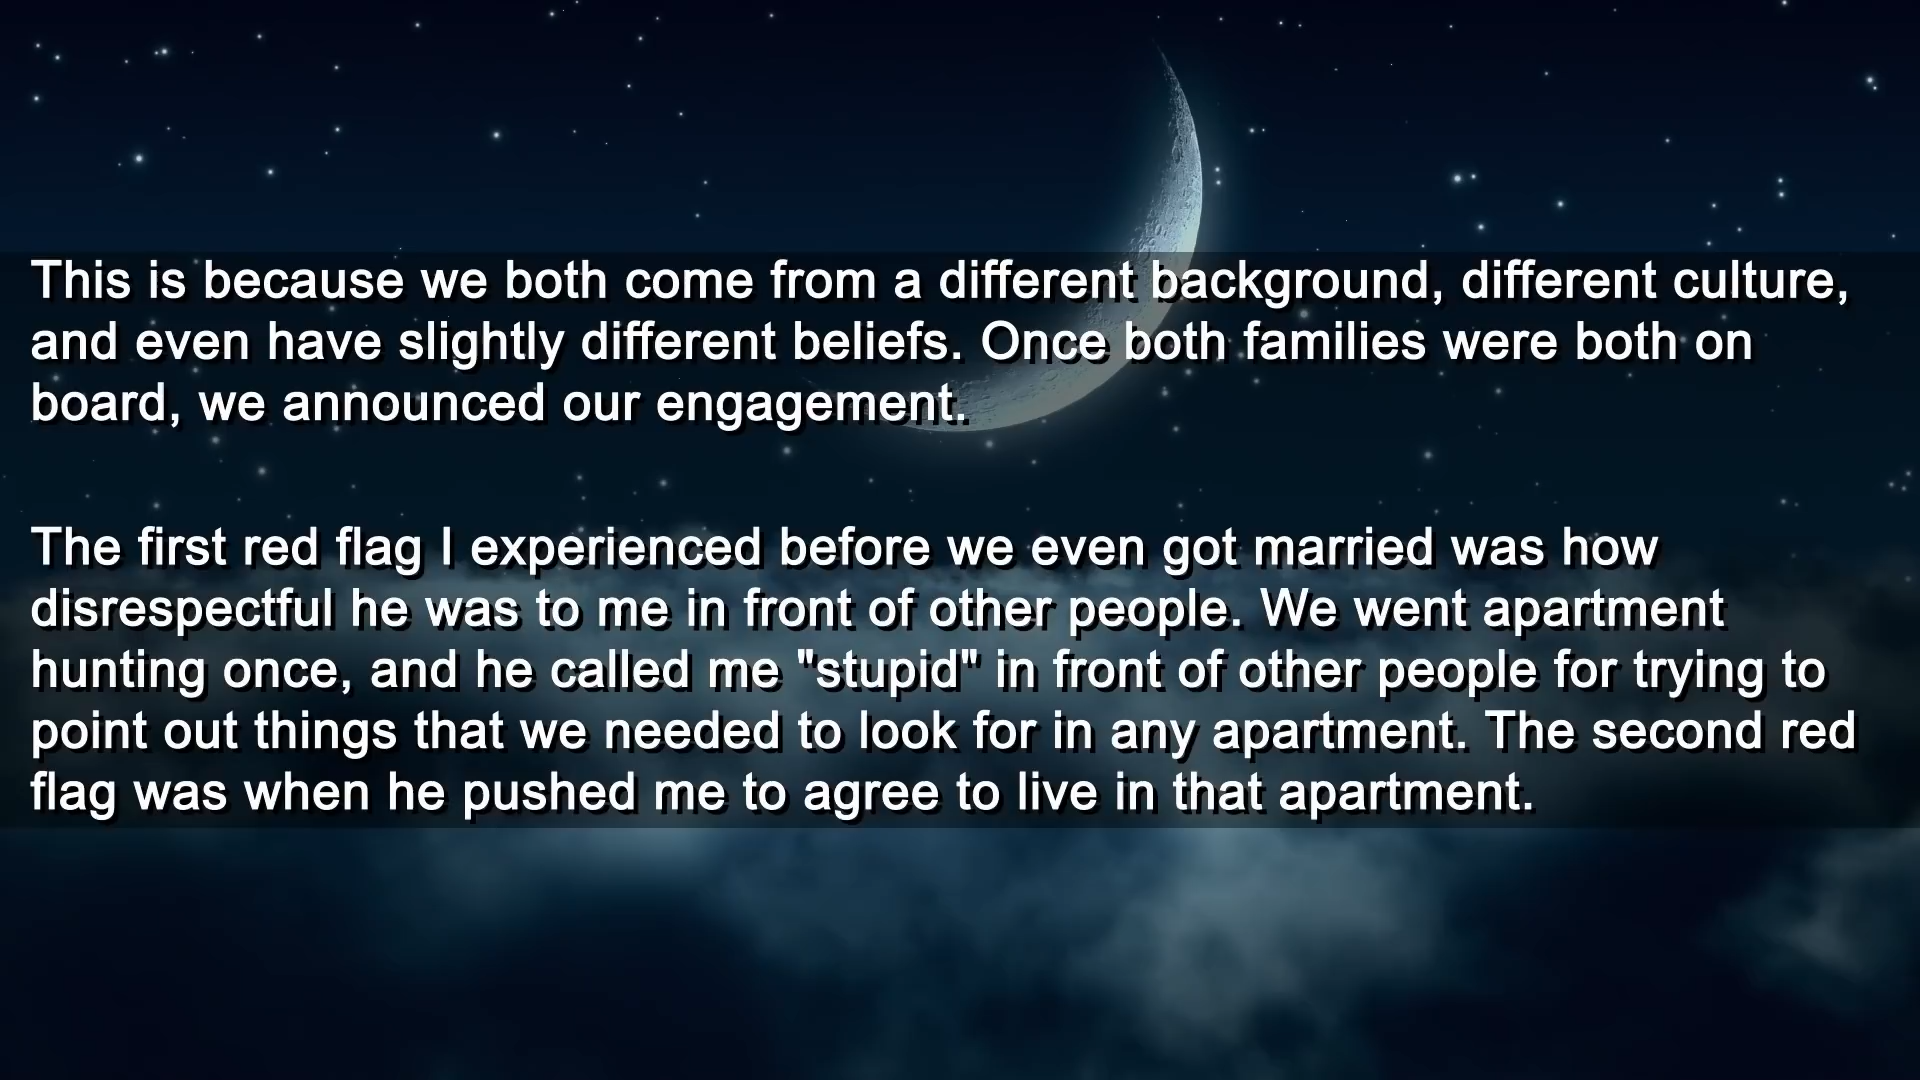 This is because we both come from a different background, different culture,
and even have slightly different beliefs. Once both families were both on
board, we announced our engagement.
The first red flag I experienced before we even got married was how
disrespectful he was to me in front of other people. We went apartment
hunting once, and he called me "stupid" in front of other people for trying to
point out things that we needed to look for in any apartment. The second red
flag was when he pushed me to agree to live in that apartment.